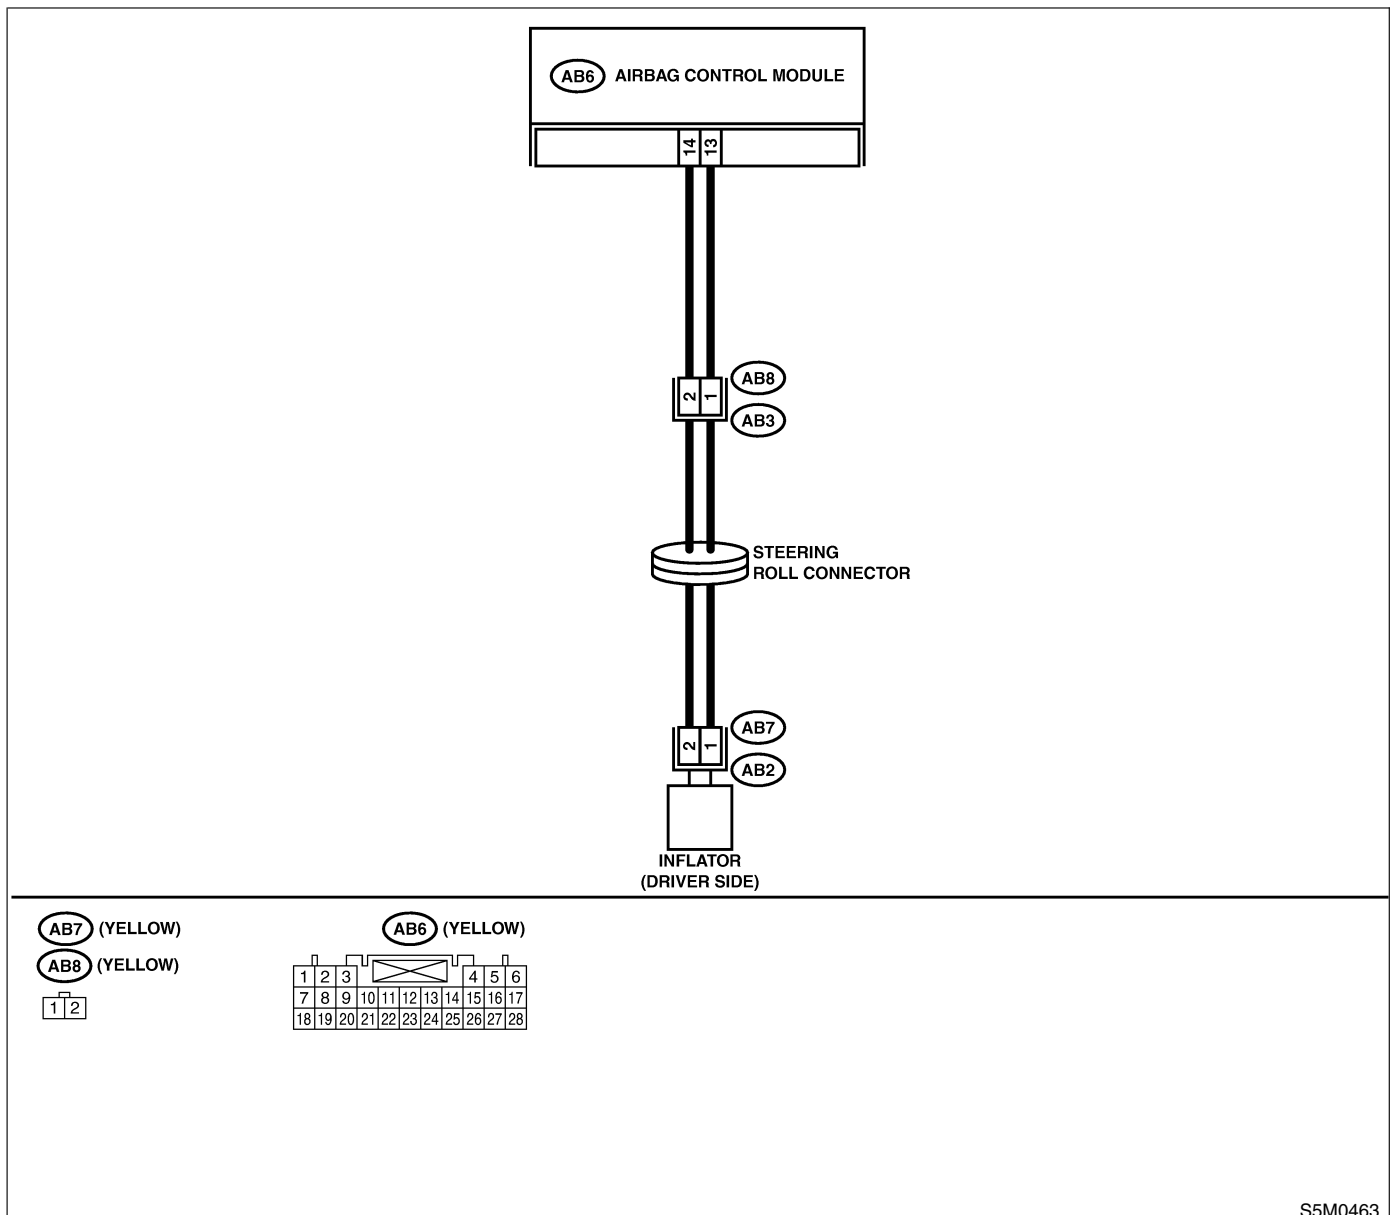 AB6 AIRBAG CONTROL MODULE
14 13
AB8
2 1
AB3
STEERING
ROLL CONNECTOR
AB7
2 1
AB2
INFLATOR
(DRIVER SIDE)
AB7 (YELLOW)
AB8 (YELLOW)
1 2
AB6 (YELLOW)
1 2 3 4 5 6
7 8 9 10 11 12 13 14 15 16 17
18 19 20 21 22 23 24 25 26 27 28
S5M0463